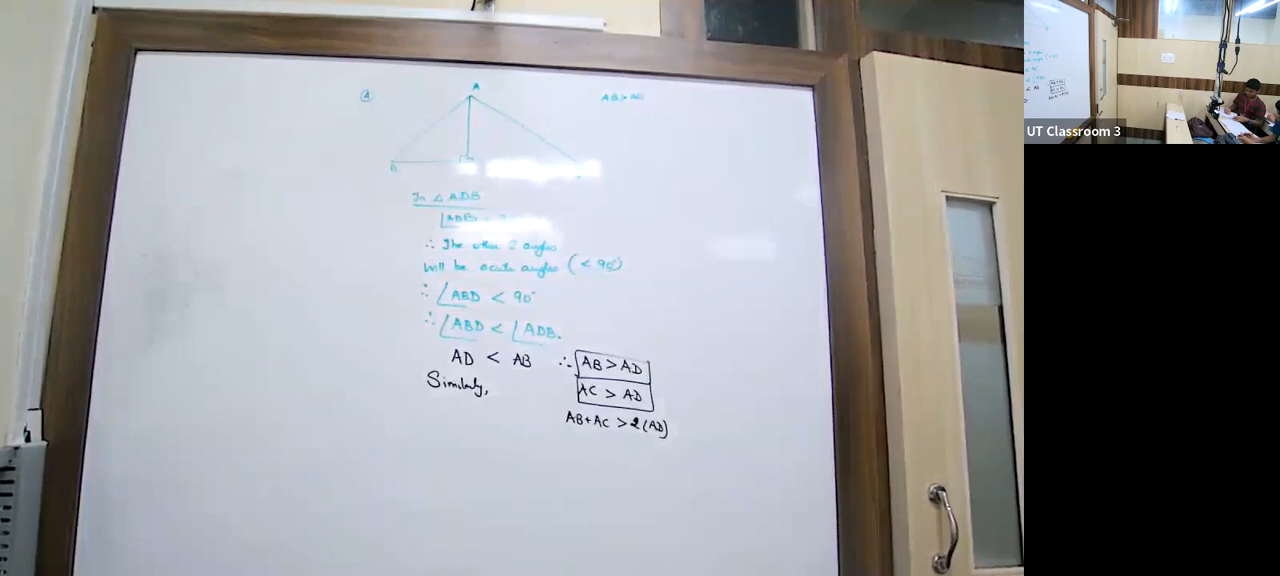 A
AB > AD
B
In △ ADB
∠ADB =
∴ The other 2 angles
will be acute angles (< 90°)
∴ ∠ABD < 90°
∴ ∠ABD < ∠ADB.
AD < AB ∴ AB > AD
Similarly, AC > AD
AB+AC > 2(AD)
UT Classroom 3